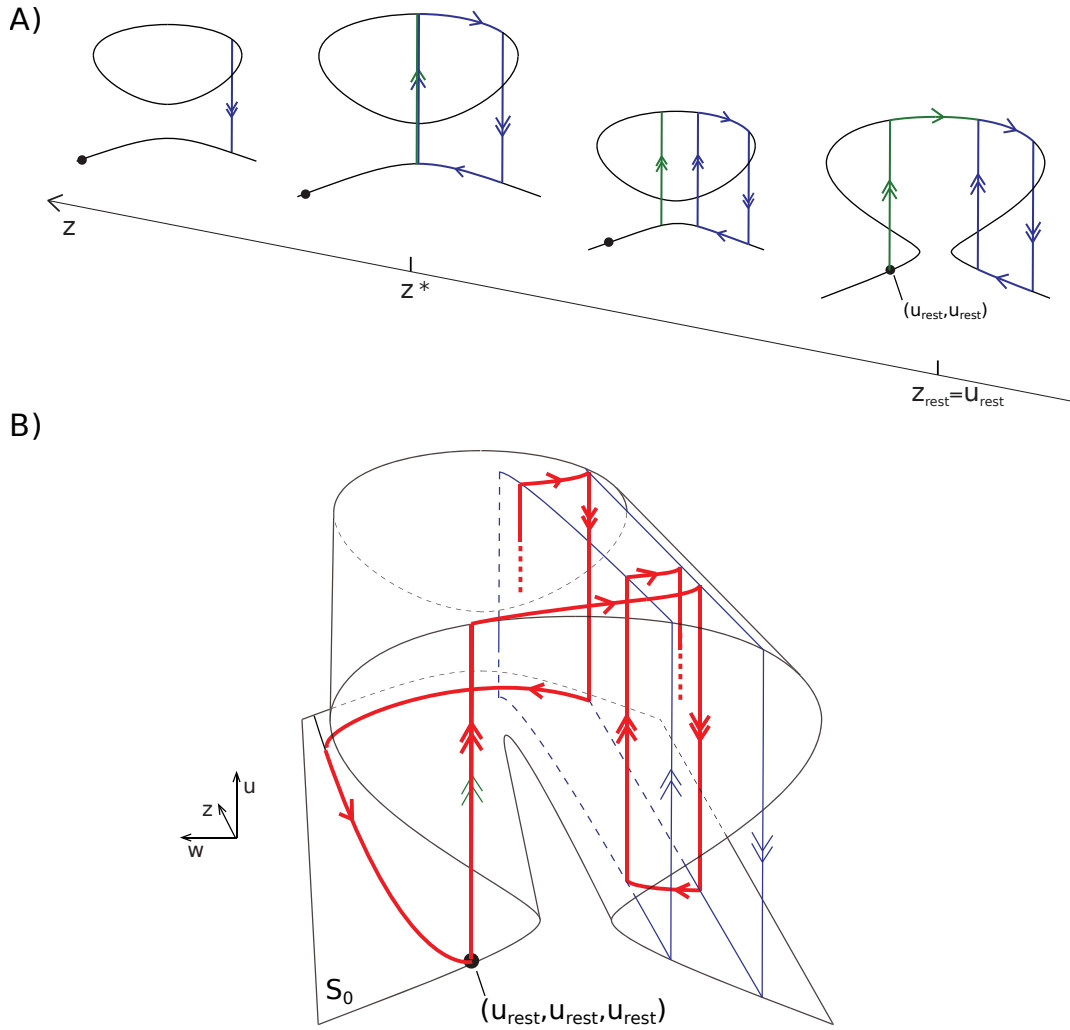 A)
z
z*
(u_rest,u_rest)
z_rest=u_rest
B)
u
z
w
S_0
(u_rest,u_rest,u_rest)